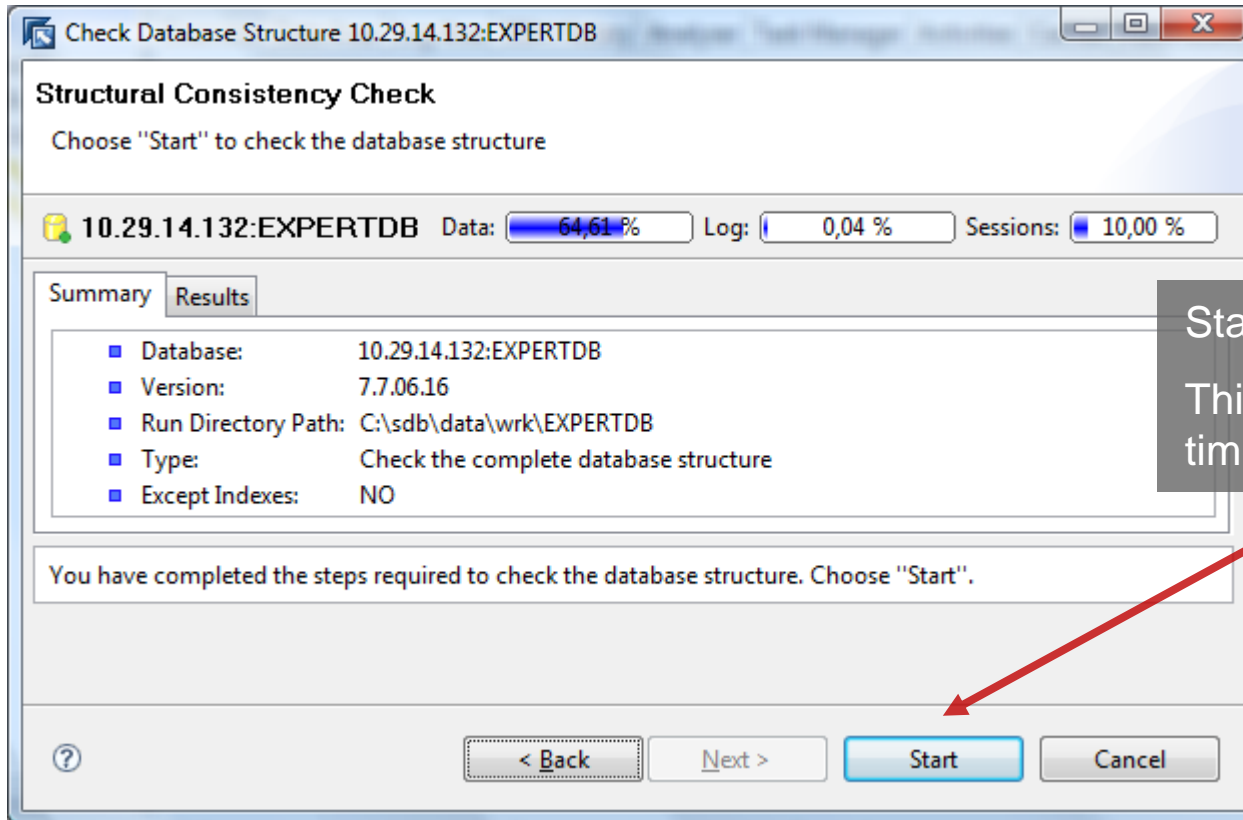 Check Database Structure 10.29.14.132:EXPERTDB
Structural Consistency Check
Choose "Start" to check the database structure
10.29.14.132:EXPERTDB Data: 64,61 % Log: 0,04 % Sessions: 10,00 %
Summary Results
Database: 10.29.14.132:EXPERTDB
Version: 7.7.06.16
Run Directory Path: C:\sdb\data\wrk\EXPERTDB
Type: Check the complete database structure
Except Indexes: NO
Sta
Thi
tim
You have completed the steps required to check the database structure. Choose "Start".
? < Back Next > Start Cancel